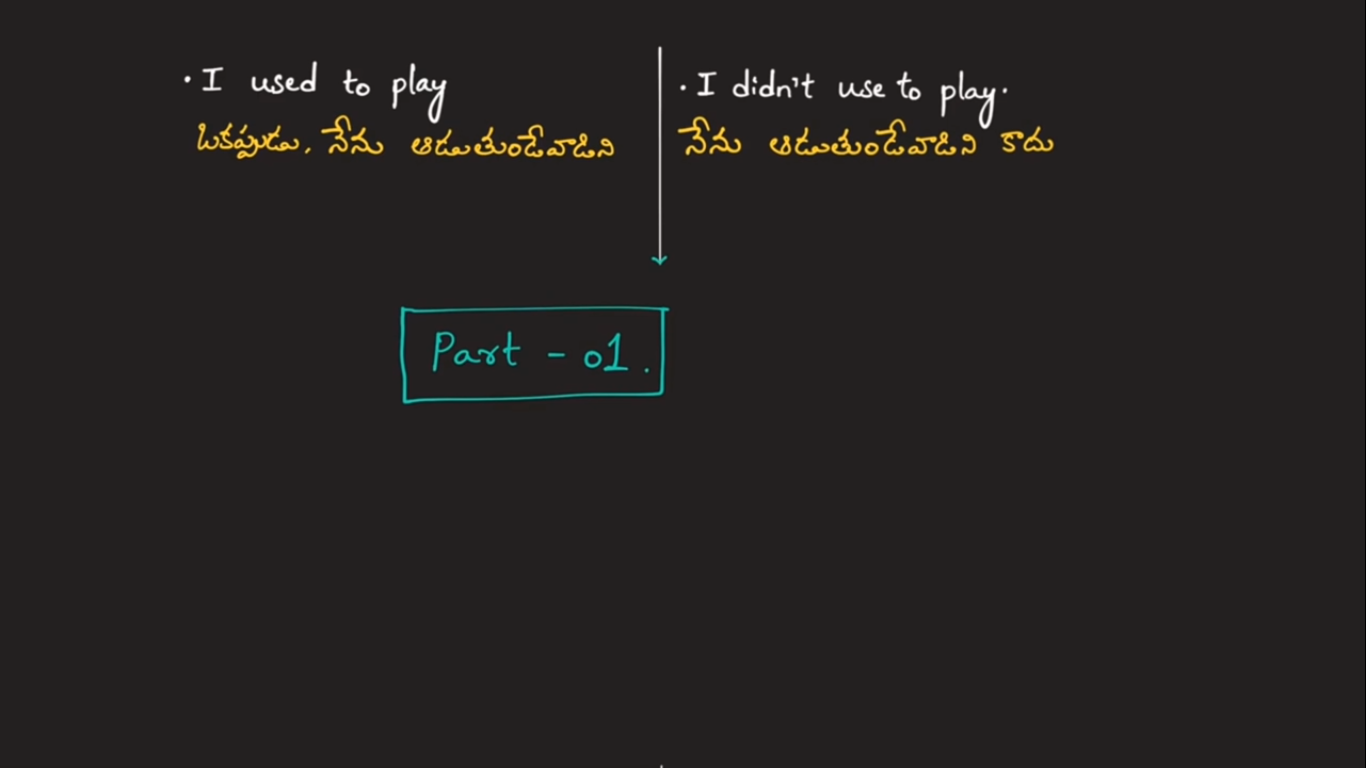 · I used to play
ఒకప్పుడు, నేను ఆడుతుండేవాడిని
· I didn't use to play.
నేను ఆడుతుండేవాడిని కాదు
Part - 01.